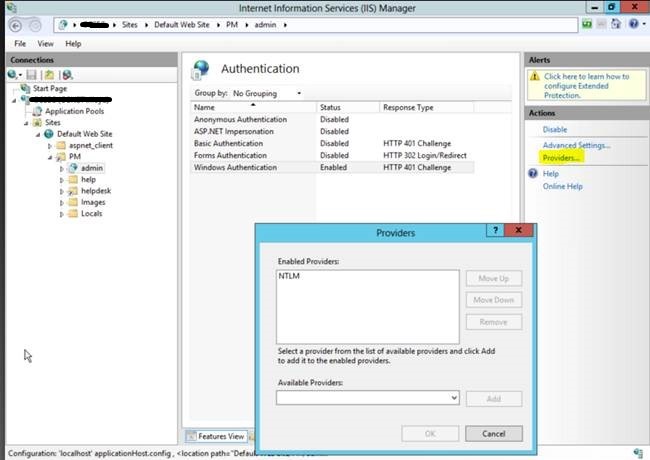 Internet Information Services (IIS) Manager
Sites
Default Web Site
PM
admin
File View Help
Connections
Start Page
Application Pools
Sites
Default Web Site
aspnet_client
PM
admin
help
helpdesk
Images
Locals
Authentication
Group by: No Grouping
Name Status Response Type
Anonymous Authentication Disabled
ASP.NET Impersonation Disabled
Basic Authentication Disabled HTTP 401 Challenge
Forms Authentication Disabled HTTP 302 Login/Redirect
Windows Authentication Enabled HTTP 401 Challenge
Features View
Alerts
Click here to learn how to
configure Extended
Protection.
Actions
Disable
Advanced Settings...
Providers...
Help
Online Help
Providers
Enabled Providers:
NTLM
Move Up
Move Down
Remove
Select a provider from the list of available providers and click Add
to add it to the enabled providers.
Available Providers:
Add
OK
Cancel
Configuration: 'localhost' applicationHost.config , <location path="Default